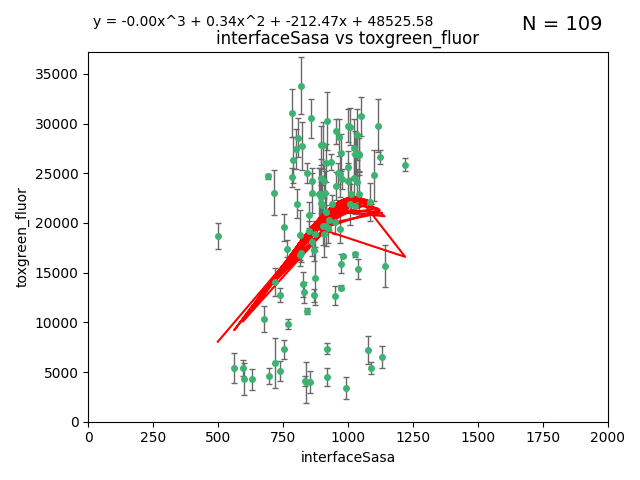 y = -0.00x^3 + 0.34x^2 + -212.47x + 48525.58
N = 109
interfaceSasa vs toxgreen_fluor
35000
30000
25000
20000
15000
10000
5000
0
toxgreen_fluor
0 250 500 750 1000 1250 1500 1750 2000
interfaceSasa